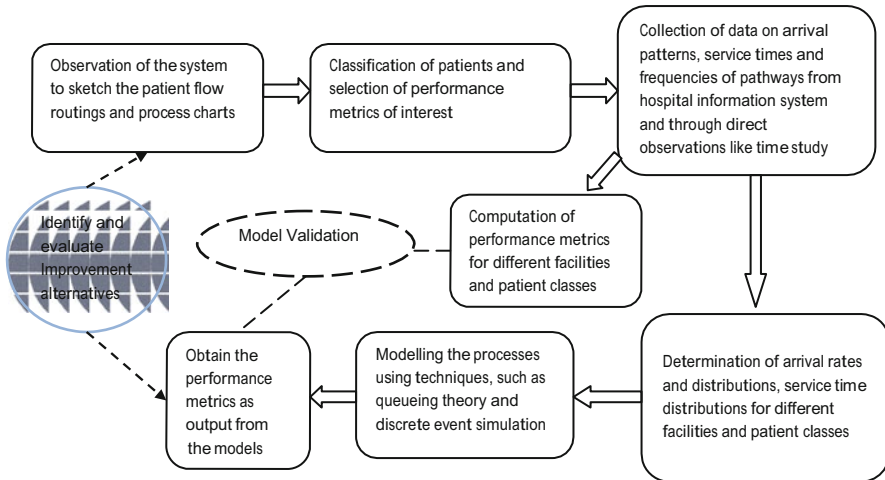 Observation of the system
to sketch the patient flow
routings and process charts
Classification of patients and
selection of performance
metrics of interest
Collection of data on arrival
patterns, service times and
frequencies of pathways from
hospital information system
and through direct
observations like time study
Identify and
evaluate
Improvement
alternatives
Model Validation
Computation of
performance metrics
for different facilities
and patient classes
Obtain the
performance
metrics as
output from
the models
Modelling the processes
using techniques, such as
queueing theory and
discrete event simulation
Determination of arrival rates
and distributions, service time
distributions for different
facilities and patient classes